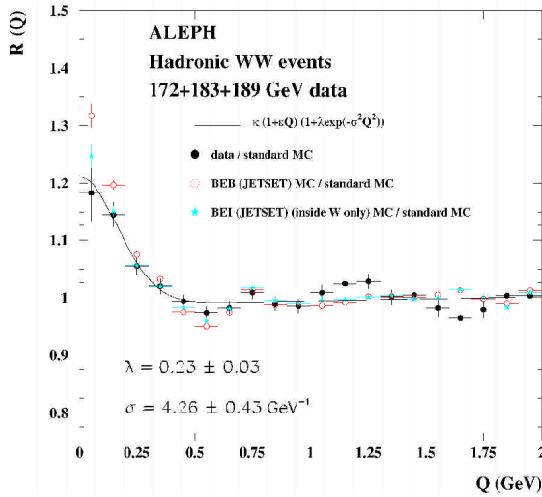 ALEPH
Hadronic WW events
172+183+189 GeV data
κ (1+εQ) (1+λexp(-σ²Q²))
data / standard MC
BEB (JETSET) MC / standard MC
BEI (JETSET) (inside W only) MC / standard MC
λ = 0.23 ± 0.03
σ = 4.26 ± 0.43 GeV⁻¹
R (Q)
1.5
1.4
1.3
1.2
1.1
1
0.9
0.8
0 0.25 0.5 0.75 1 1.25 1.5 1.75 2
Q (GeV)